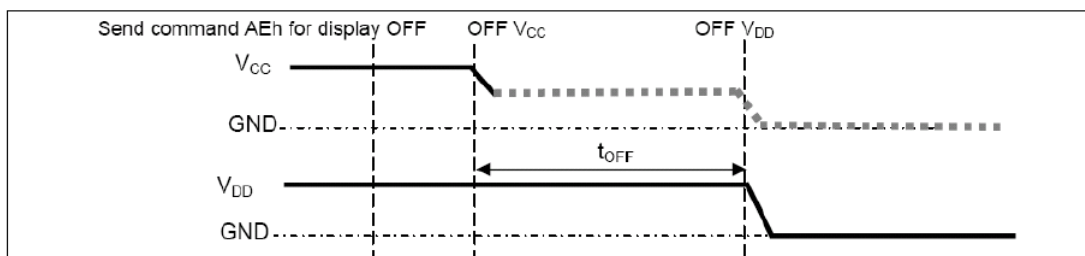 Send command AEh for display OFF OFF VCC OFF VDD
VCC
GND
tOFF
VDD
GND